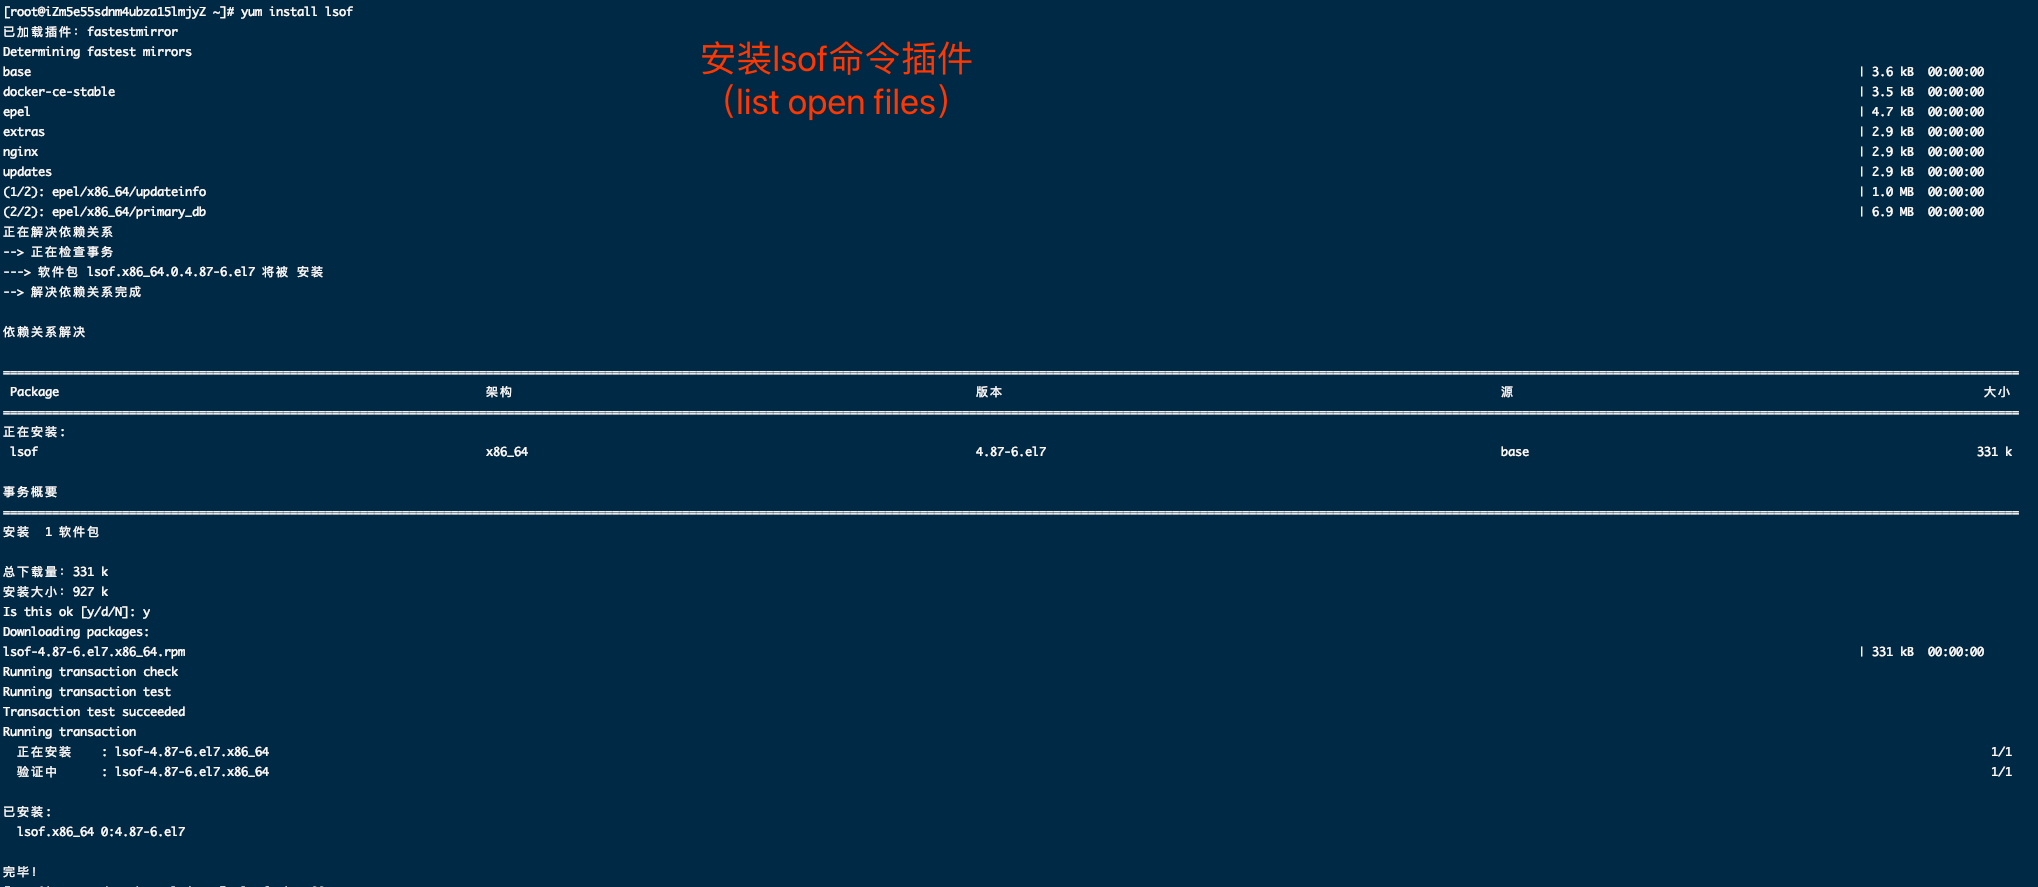 [root@iZm5e55sdnm4ubza15lmjyZ ~]# yum install lsof
已加载插件：fastestmirror
Determining fastest mirrors
安装lsof命令插件
（list open files）
base | 3.6 kB 00:00:00
docker-ce-stable | 3.5 kB 00:00:00
epel | 4.7 kB 00:00:00
extras | 2.9 kB 00:00:00
nginx | 2.9 kB 00:00:00
updates | 2.9 kB 00:00:00
(1/2): epel/x86_64/updateinfo | 1.0 MB 00:00:00
(2/2): epel/x86_64/primary_db | 6.9 MB 00:00:00
正在解决依赖关系
--> 正在检查事务
---> 软件包 lsof.x86_64.0.4.87-6.el7 将被 安装
--> 解决依赖关系完成
依赖关系解决
Package 架构 版本 源 大小
正在安装:
lsof x86_64 4.87-6.el7 base 331 k
事务概要
安装 1 软件包
总下载量：331 k
安装大小：927 k
Is this ok [y/d/N]: y
Downloading packages:
lsof-4.87-6.el7.x86_64.rpm | 331 kB 00:00:00
Running transaction check
Running transaction test
Transaction test succeeded
Running transaction
正在安装 : lsof-4.87-6.el7.x86_64 1/1
验证中 : lsof-4.87-6.el7.x86_64 1/1
已安装:
lsof.x86_64 0:4.87-6.el7
完毕！